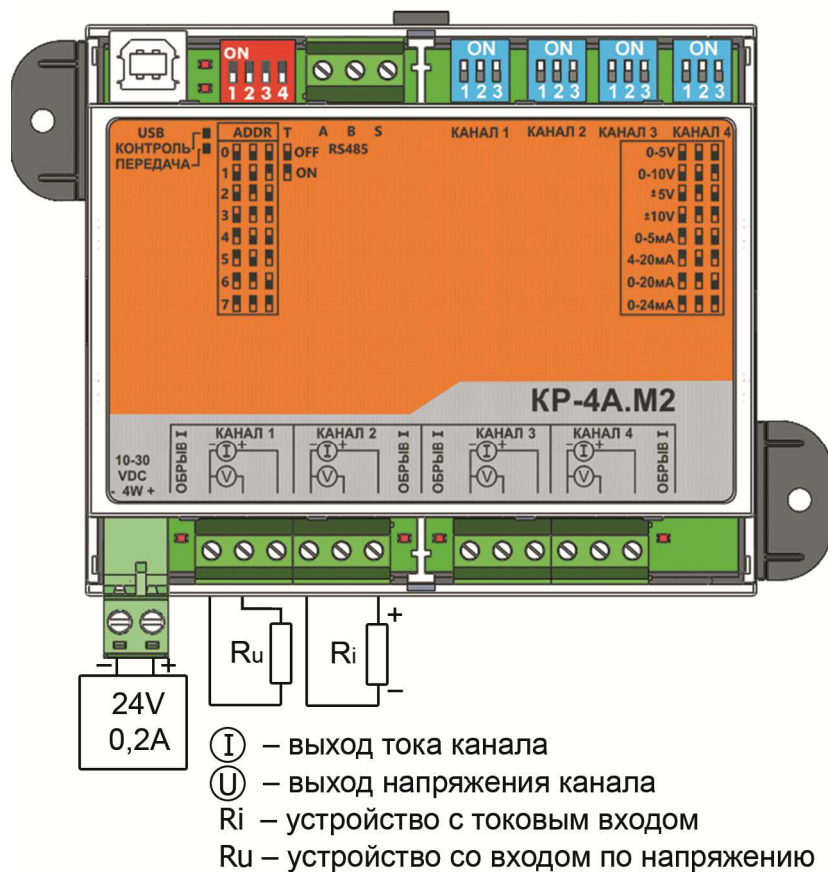 ON
1 2 3 4
ON
1 2 3
ON
1 2 3
ON
1 2 3
ON
1 2 3
USB
КОНТРОЛЬ
ПЕРЕДАЧА
ADDR
T
A B S
RS485
OFF
ON
0
1
2
3
4
5
6
7
КАНАЛ 1
КАНАЛ 2
КАНАЛ 3
КАНАЛ 4
0-5V
0-10V
±5V
±10V
0-5мА
4-20мА
0-20мА
0-24мА
КР-4А.М2
10-30
VDC
- 4W +
ОБРЫВ I
КАНАЛ 1
- I +
V
КАНАЛ 2
- I +
V
ОБРЫВ I
ОБРЫВ I
КАНАЛ 3
- I +
V
КАНАЛ 4
- I +
V
ОБРЫВ I
- +
24V
0,2A
Ru
Ri
+
-
I – выход тока канала
U – выход напряжения канала
Ri – устройство с токовым входом
Ru – устройство со входом по напряжению